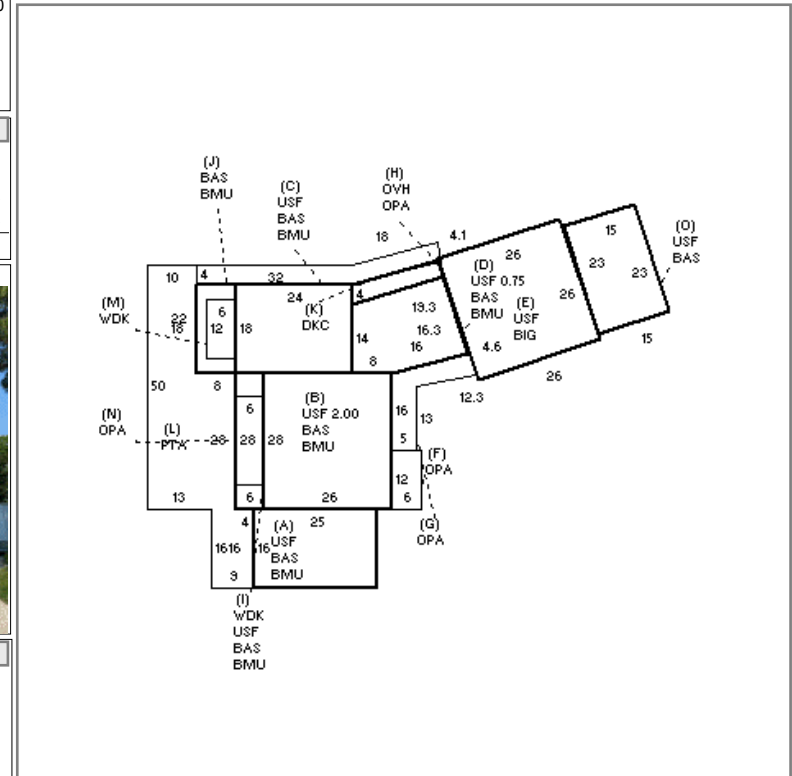 (J)
BAS
BMU
(C)
USF
BAS
BMU
(H)
OVH
OPA
18
4.1
15
(O)
USF
BAS
10
4
32
26
23
23
(D)
USF 0.75
BAS
BMU
(E)
USF
BIG
26
24
4
(K)
DKC
19.3
(M)
WDK
22
18
6
12
18
14
16.3
16
4.6
15
8
26
50
8
12.3
(B)
USF 2.00
BAS
BMU
16
13
(N)
OPA
(L)
PTA
28
6
28
28
5
(F)
OPA
12
13
6
26
6
(G)
OPA
4
(A)
USF
BAS
BMU
25
16
16
16
9
(I)
WDK
USF
BAS
BMU